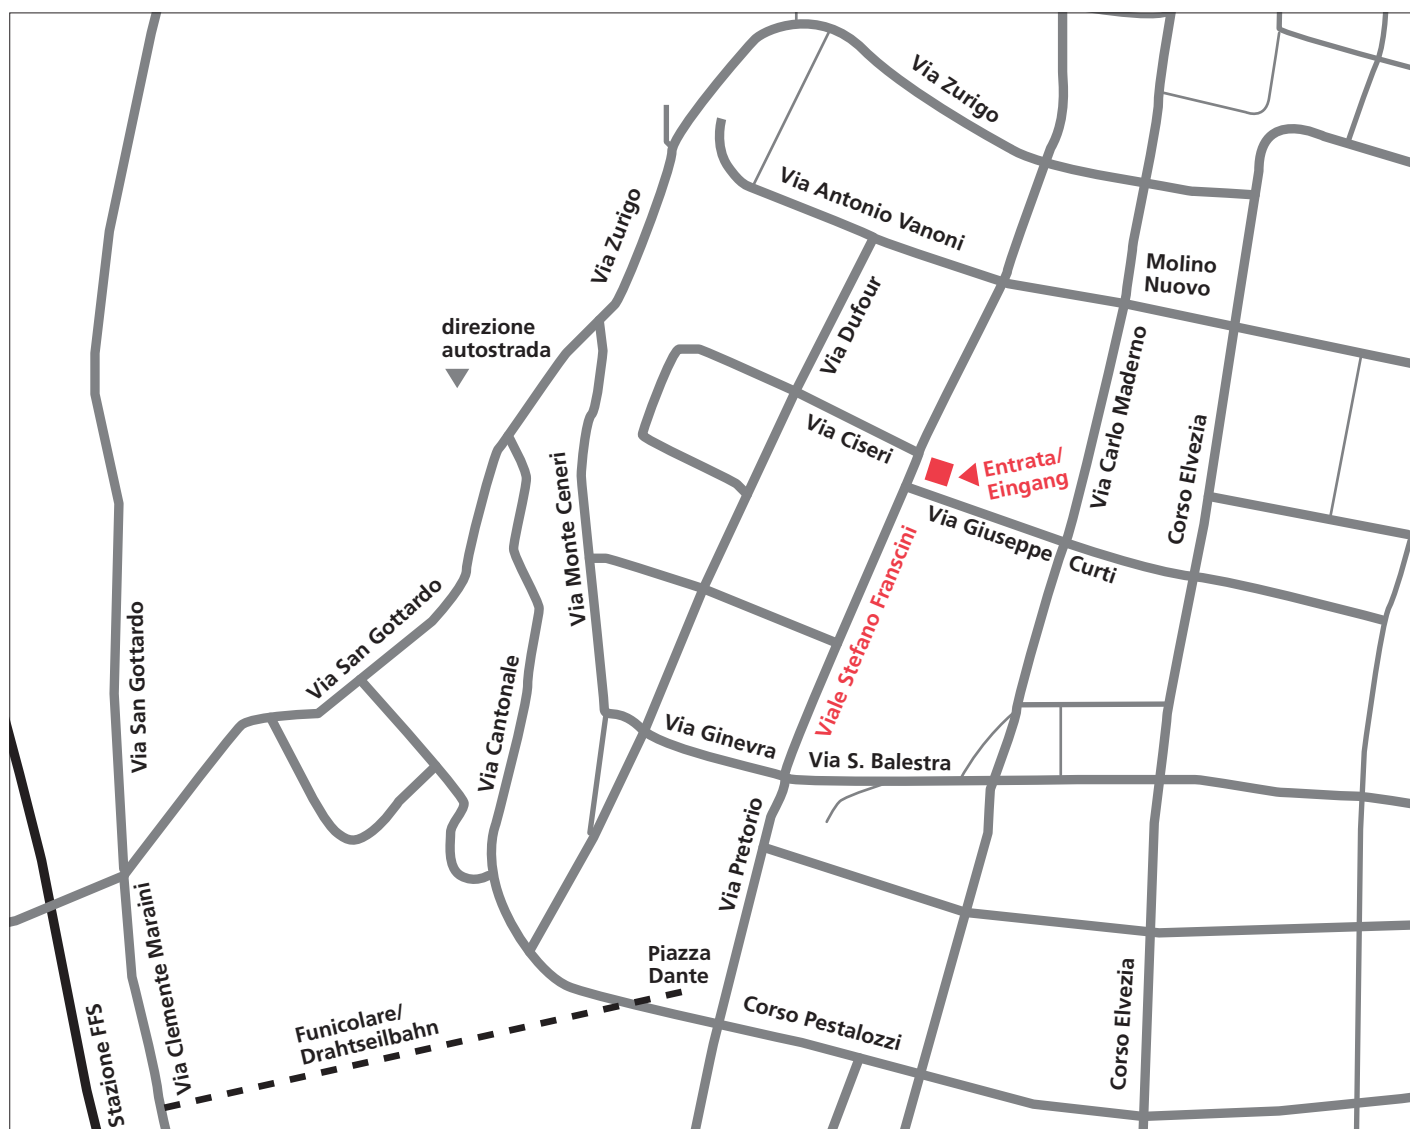 Via Zurigo
Via Antonio Vanoni
Via Zurigo
Molino
Nuovo
Via Dufour
direzione
autostrada
Via Carlo Maderno
Via Ciseri
Corso Elvezia
Entrata/
Eingang
Via Monte Ceneri
Via Giuseppe Curti
Viale Stefano Franscini
Via San Gottardo
Via San Gottardo
Via Cantonale
Via Ginevra
Via S. Balestra
Via Pretorio
Via Clemente Maraini
Piazza
Dante
Corso Elvezia
Corso Pestalozzi
Funicolare/
Drahtseilbahn
Stazione FFS